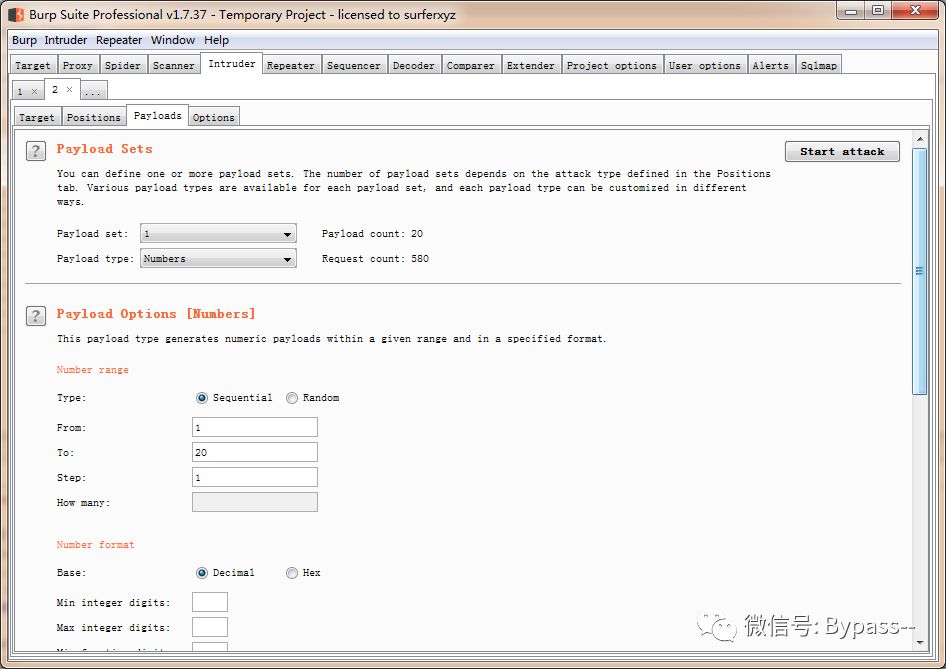 Burp Suite Professional v1.7.37 - Temporary Project - licensed to surferxyz
Burp Intruder Repeater Window Help
Target Proxy Spider Scanner Intruder Repeater Sequencer Decoder Comparer Extender Project options User options Alerts Sqlmap
1 × 2 × ...
Target Positions Payloads Options
? Payload Sets Start attack
You can define one or more payload sets. The number of payload sets depends on the attack type defined in the Positions
tab. Various payload types are available for each payload set, and each payload type can be customized in different
ways.
Payload set: 1 Payload count: 20
Payload type: Numbers Request count: 580
? Payload Options [Numbers]
This payload type generates numeric payloads within a given range and in a specified format.
Number range
Type: Sequential Random
From: 1
To: 20
Step: 1
How many:
Number format
Base: Decimal Hex
Min integer digits:
Max integer digits:
微信号: Bypass--